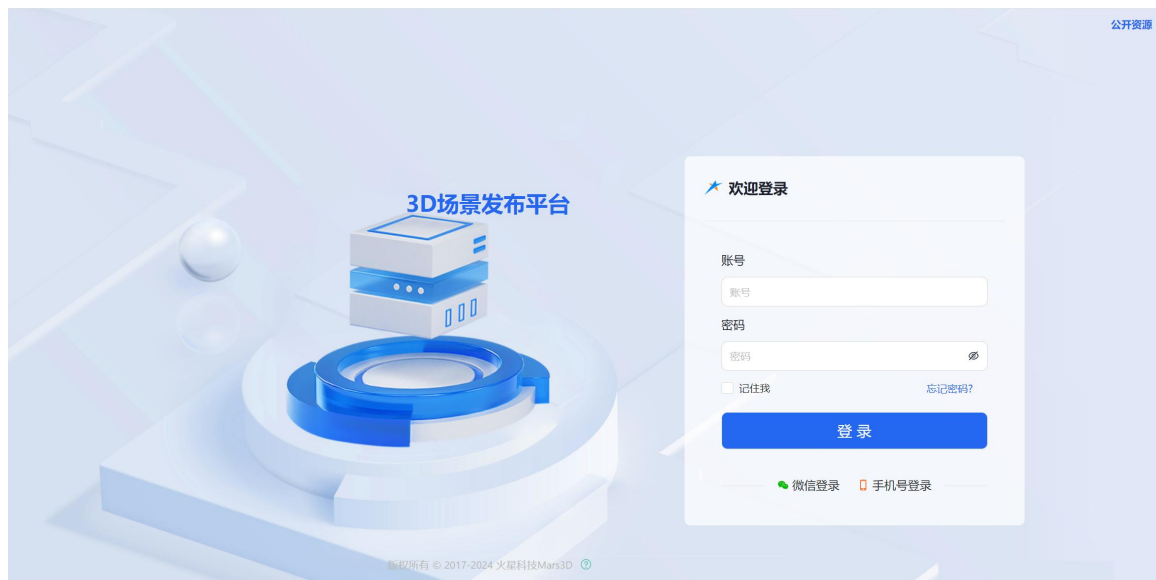 公开资源
3D场景发布平台
欢迎登录
账号
账号
密码
密码
记住我 忘记密码?
登录
微信登录 手机号登录
版权所有 © 2017-2024 火星科技Mars3D